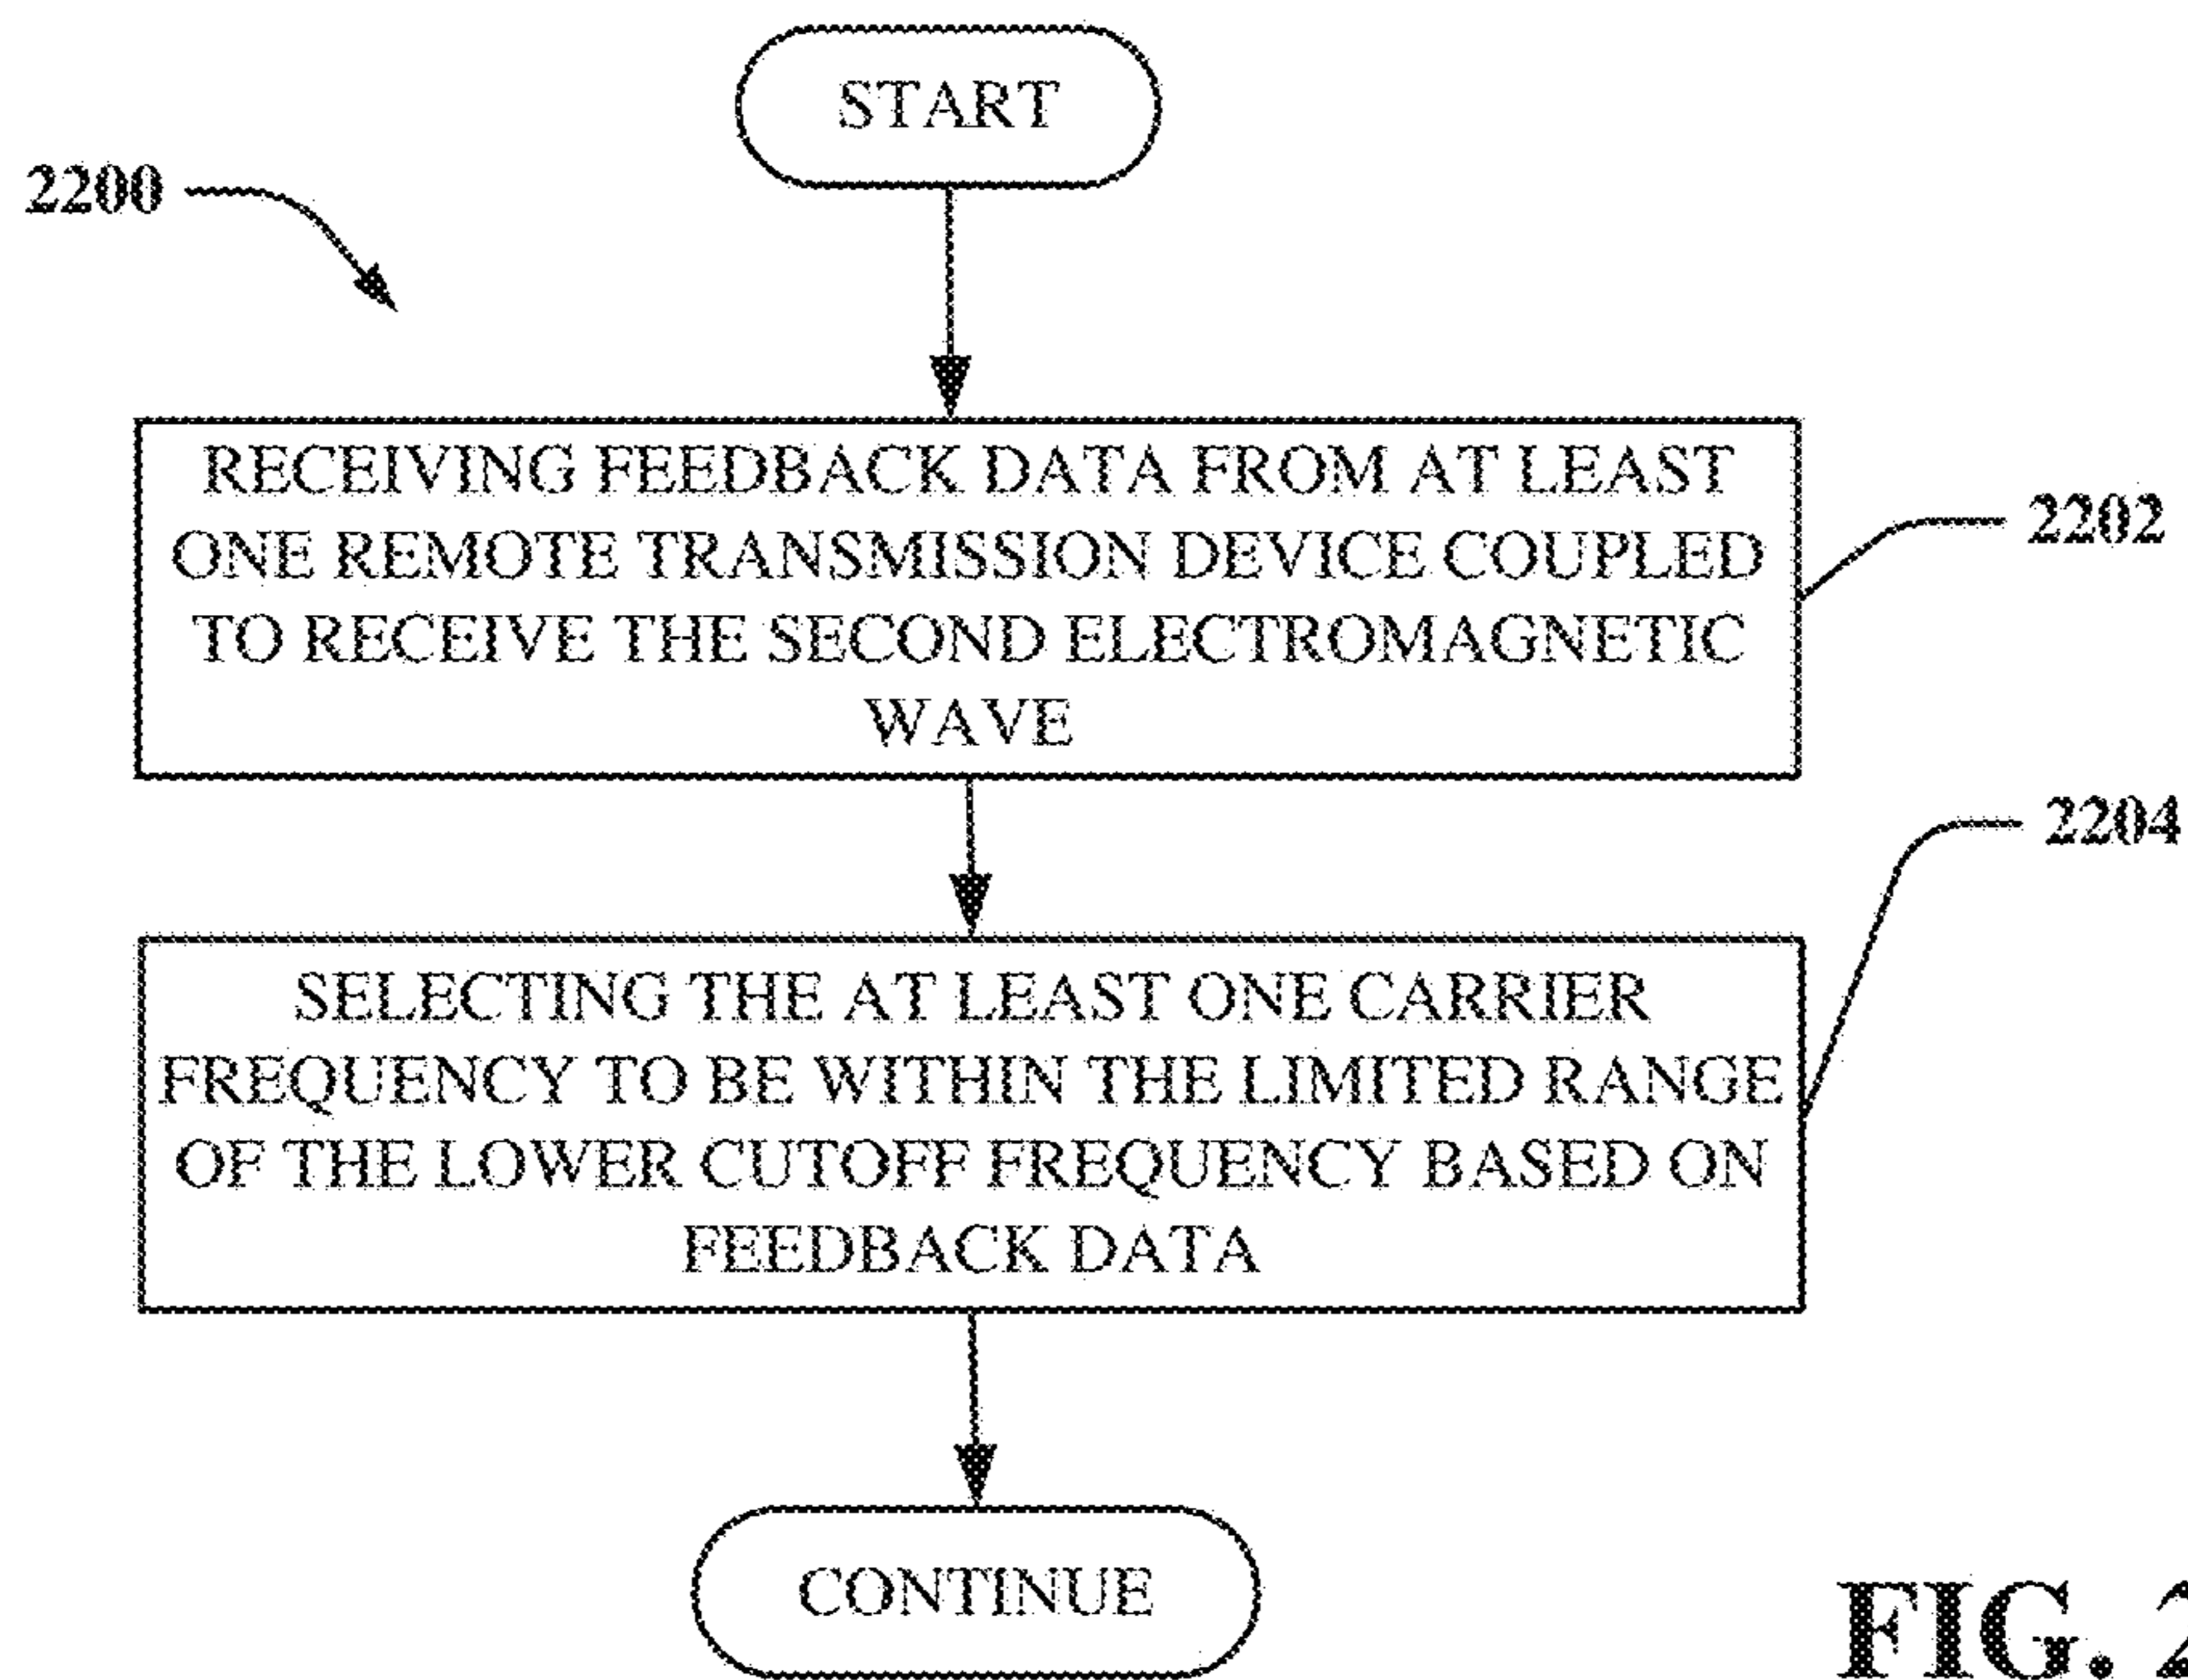 START
2200
RECEIVING FEEDBACK DATA FROM AT LEAST
ONE REMOTE TRANSMISSION DEVICE COUPLED
TO RECEIVE THE SECOND ELECTROMAGNETIC
WAVE
2202
2204
SELECTING THE AT LEAST ONE CARRIER
FREQUENCY TO BE WITHIN THE LIMITED RANGE
OF THE LOWER CUTOFF FREQUENCY BASED ON
FEEDBACK DATA
CONTINUE
FIG. 2